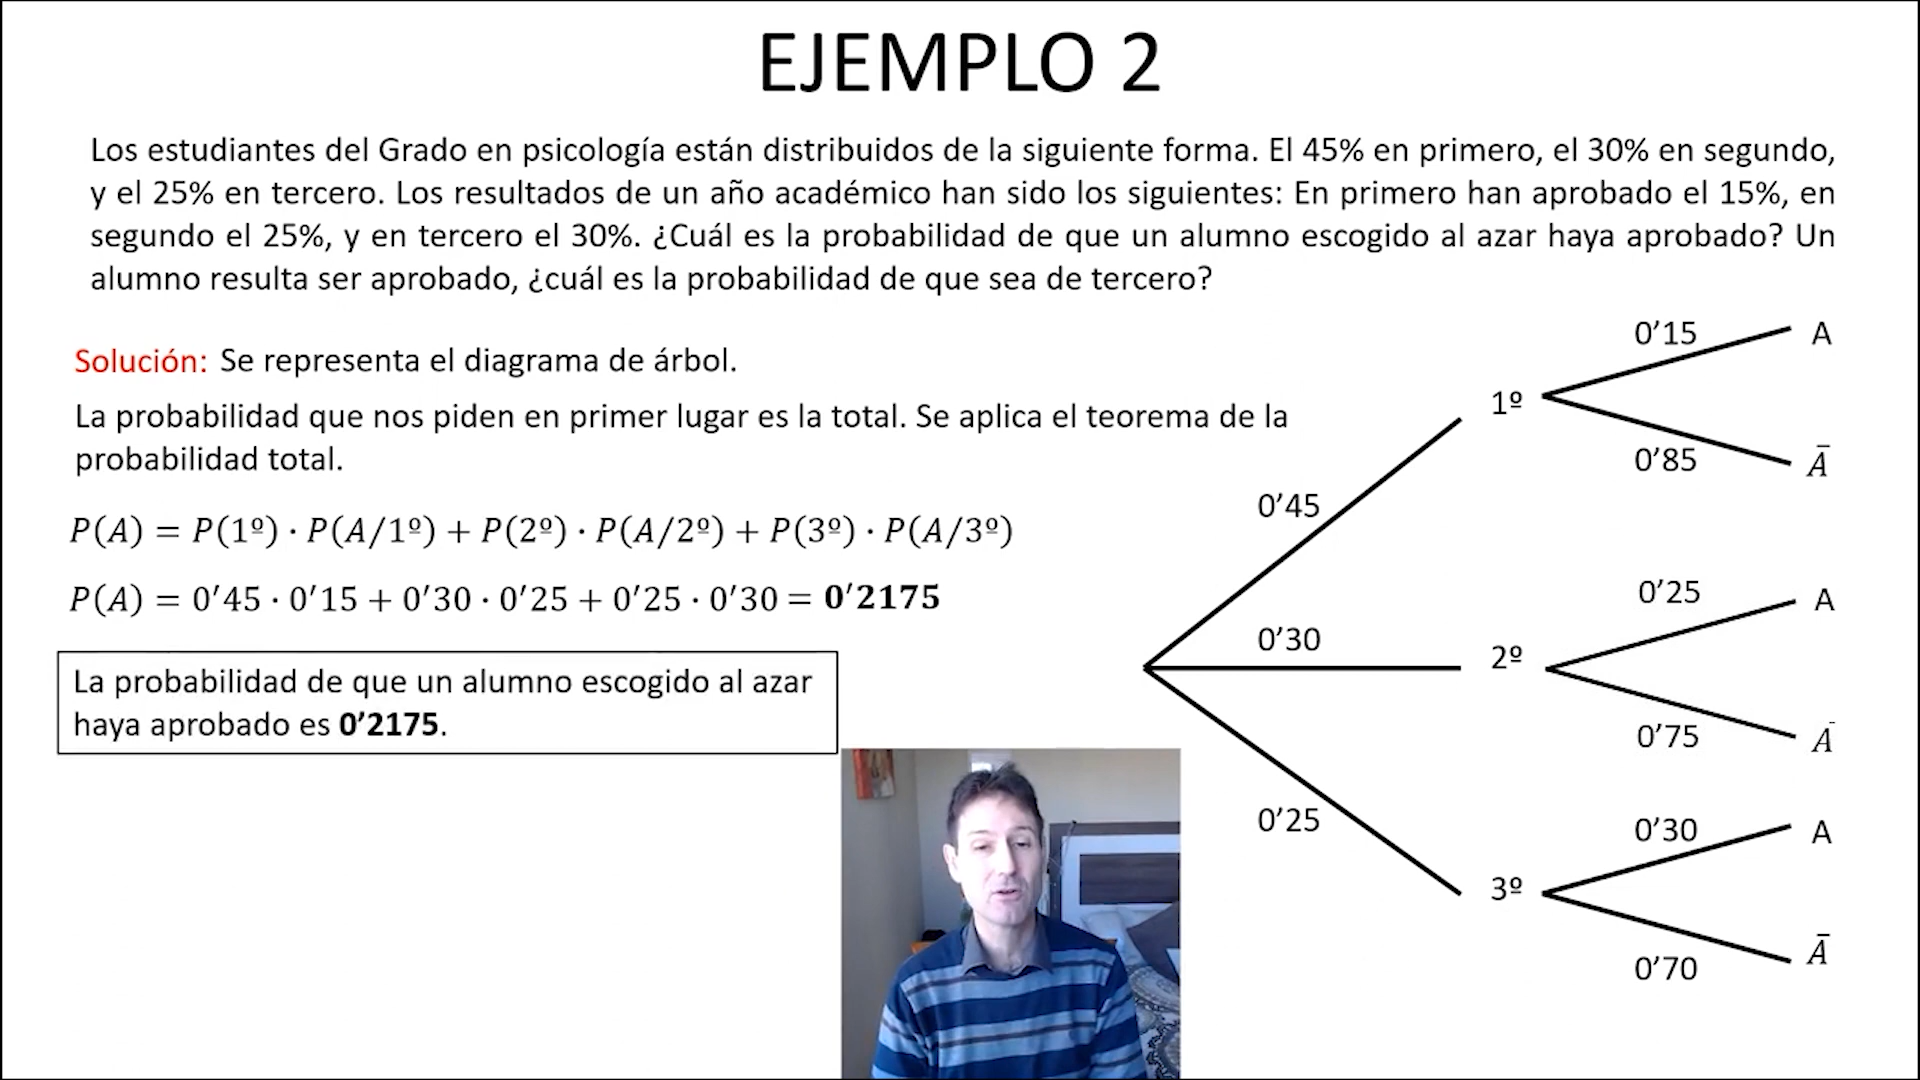 EJEMPLO 2
Los estudiantes del Grado en psicología están distribuidos de la siguiente forma. El 45% en primero, el 30% en segundo,
y el 25% en tercero. Los resultados de un año académico han sido los siguientes: En primero han aprobado el 15%, en
segundo el 25%, y en tercero el 30%. ¿Cuál es la probabilidad de que un alumno escogido al azar haya aprobado? Un
alumno resulta ser aprobado, ¿cuál es la probabilidad de que sea de tercero?
Solución: Se representa el diagrama de árbol.
La probabilidad que nos piden en primer lugar es la total. Se aplica el teorema de la
probabilidad total.
P(A) = P(1º) · P(A/1º) + P(2º) · P(A/2º) + P(3º) · P(A/3º)
P(A) = 0′45 · 0′15 + 0′30 · 0′25 + 0′25 · 0′30 = 0′2175
La probabilidad de que un alumno escogido al azar
haya aprobado es 0’2175.
0’45
0’30
0’25
1º
0’15
A
0’85
Ā
2º
0’25
A
0’75
Ā
3º
0’30
A
0’70
Ā